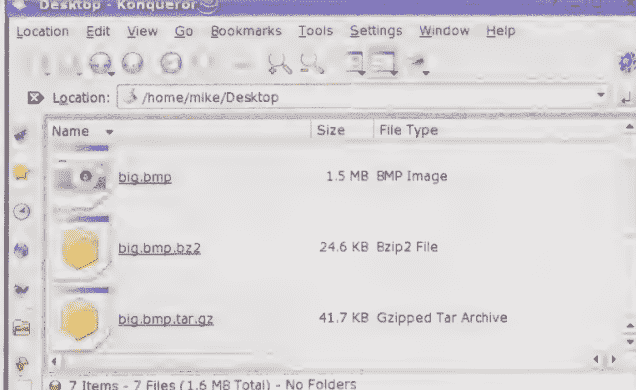 Desktop - Konqueror
Location Edit View Go Bookmarks Tools Settings Window Help
Location: /home/mike/Desktop
Name Size File Type
big.bmp 1.5 MB BMP Image
big.bmp.bz2 24.6 KB Bzip2 File
big.bmp.tar.gz 41.7 KB Gzipped Tar Archive
7 Items - 7 Files (1.6 MB Total) - No Folders